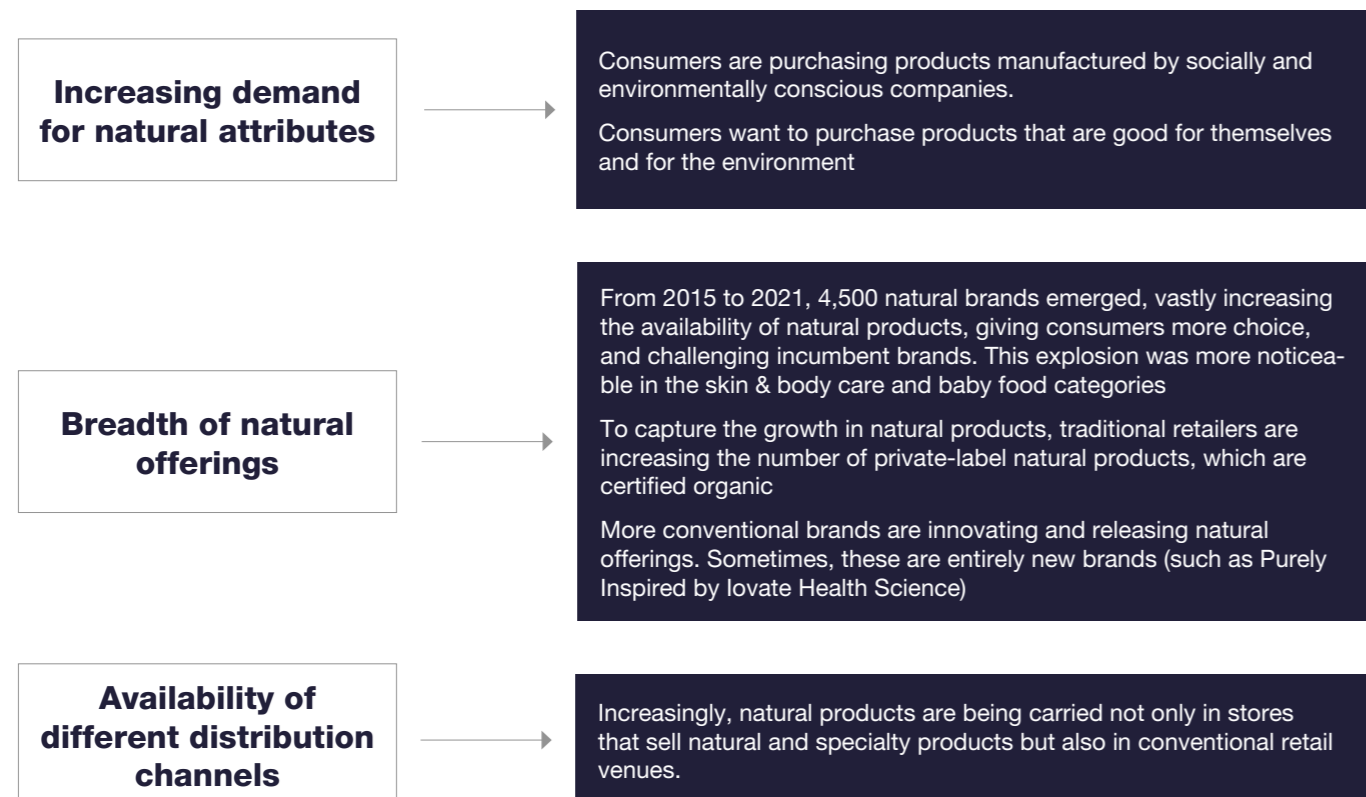 Increasing demand
for natural attributes
Consumers are purchasing products manufactured by socially and
environmentally conscious companies.
Consumers want to purchase products that are good for themselves
and for the environment
Breadth of natural
offerings
From 2015 to 2021, 4,500 natural brands emerged, vastly increasing
the availability of natural products, giving consumers more choice,
and challenging incumbent brands. This explosion was more noticea-
ble in the skin & body care and baby food categories
To capture the growth in natural products, traditional retailers are
increasing the number of private-label natural products, which are
certified organic
More conventional brands are innovating and releasing natural
offerings. Sometimes, these are entirely new brands (such as Purely
Inspired by Iovate Health Science)
Availability of
different distribution
channels
Increasingly, natural products are being carried not only in stores
that sell natural and specialty products but also in conventional retail
venues.